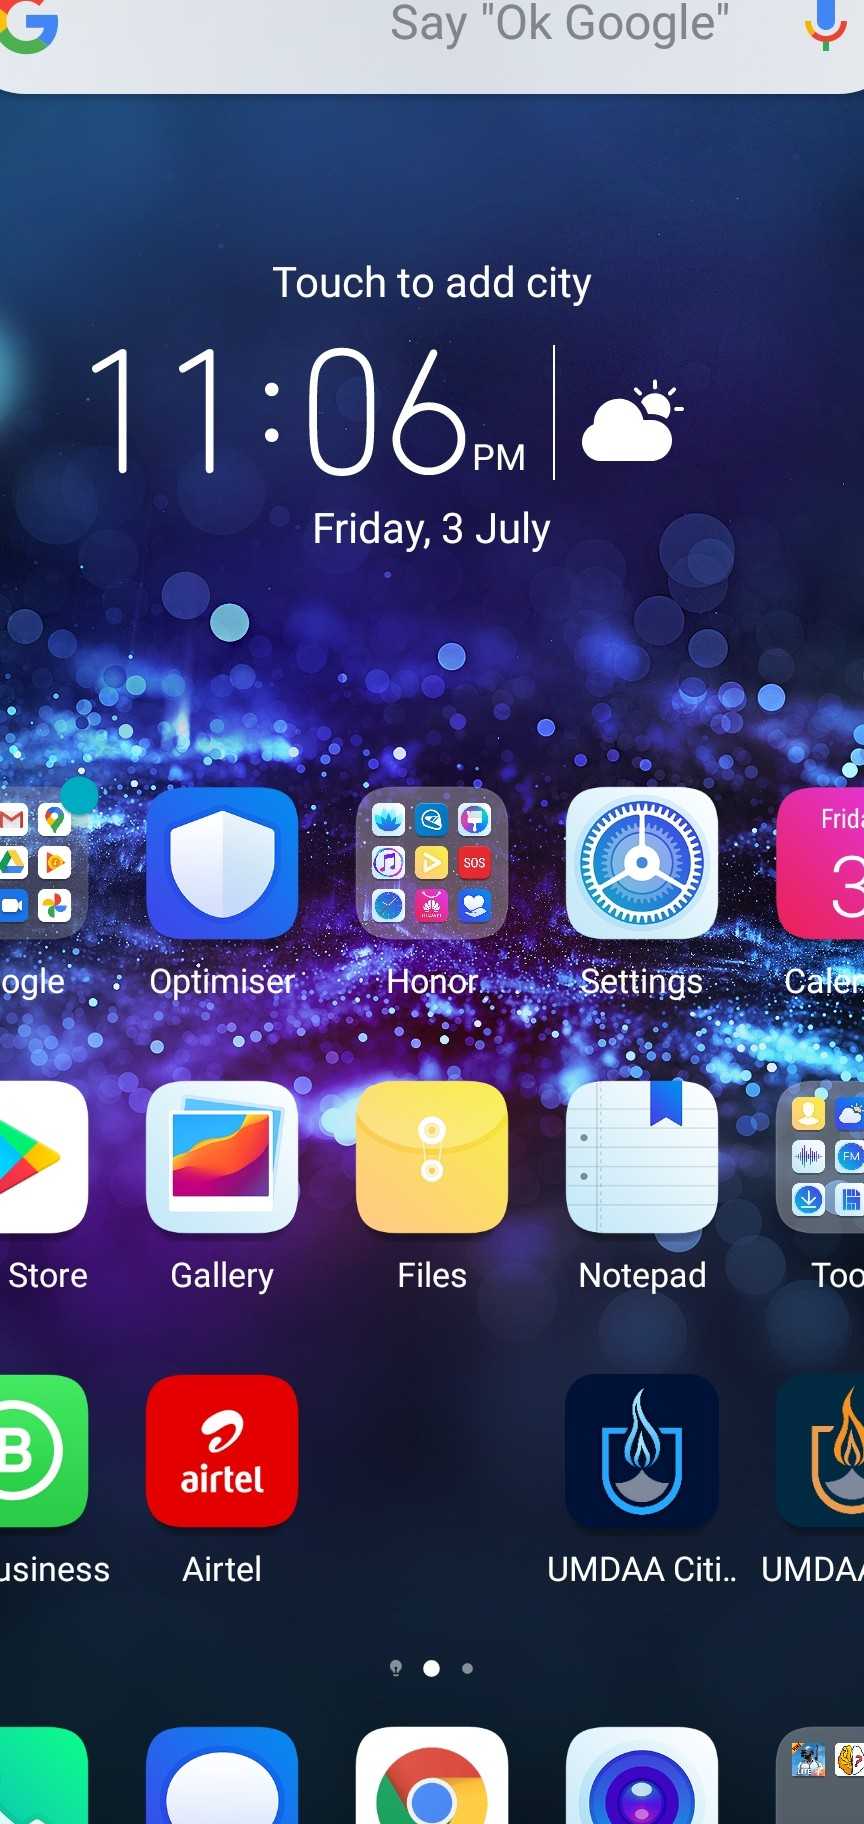 Say "Ok Google"
Touch to add city
11:06 PM
Friday, 3 July
SOS
Frida
3
ogle
Optimiser
Honor
Settings
Caler
FM
Store
Gallery
Files
Notepad
Too
B
airtel
usiness
Airtel
UMDAA Citi..
UMDAA